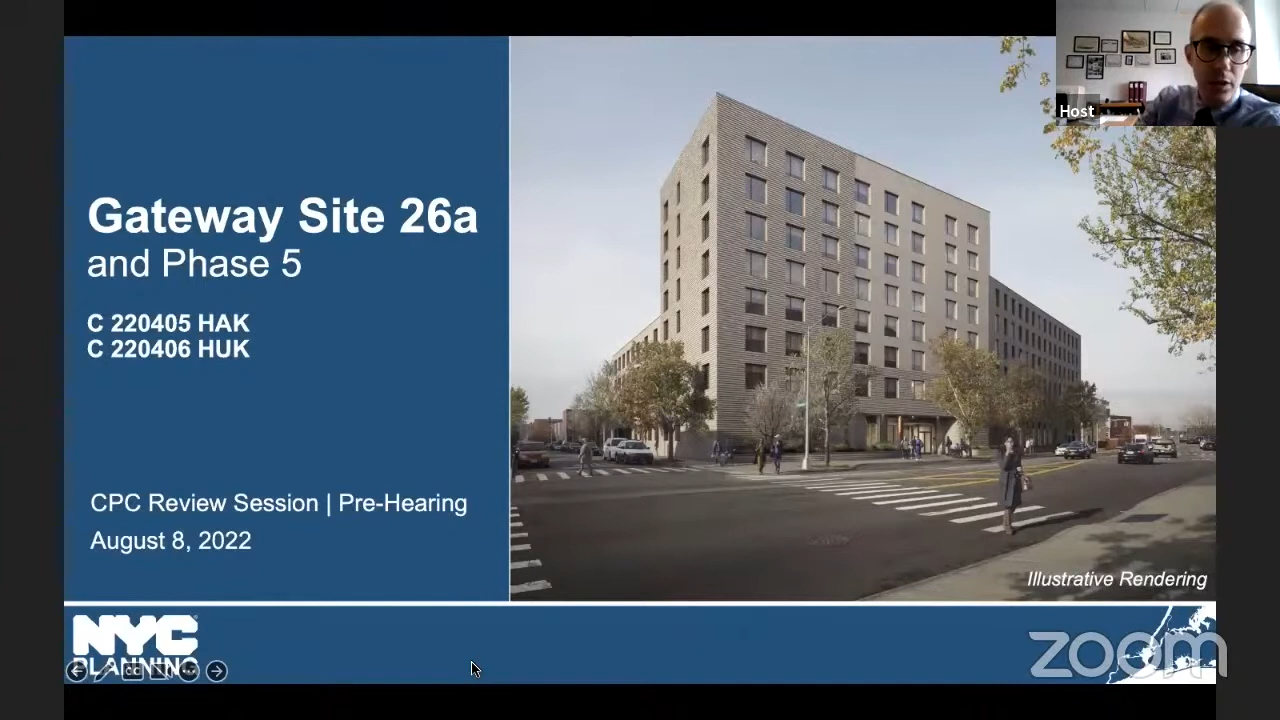 Host
Gateway Site 26a
and Phase 5
C 220405 HAK
C 220406 HUK
CPC Review Session | Pre-Hearing
August 8, 2022
Illustrative Rendering
NYC
PLANNING
zoom